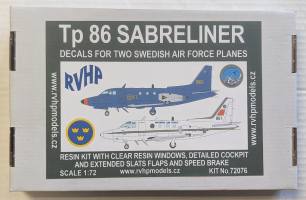 Tp 86 SABRELINER
DECALS FOR TWO SWEDISH AIR FORCE PLANES
www.rvhpmodels.cz
RVHP
www.rvhpmodels.cz
RESIN KIT WITH CLEAR RESIN WINDOWS, DETAILED COCKPIT
AND EXTENDED SLATS FLAPS AND SPEED BRAKE
SCALE 1:72
www.rvhpmodels.cz
KIT No.72076